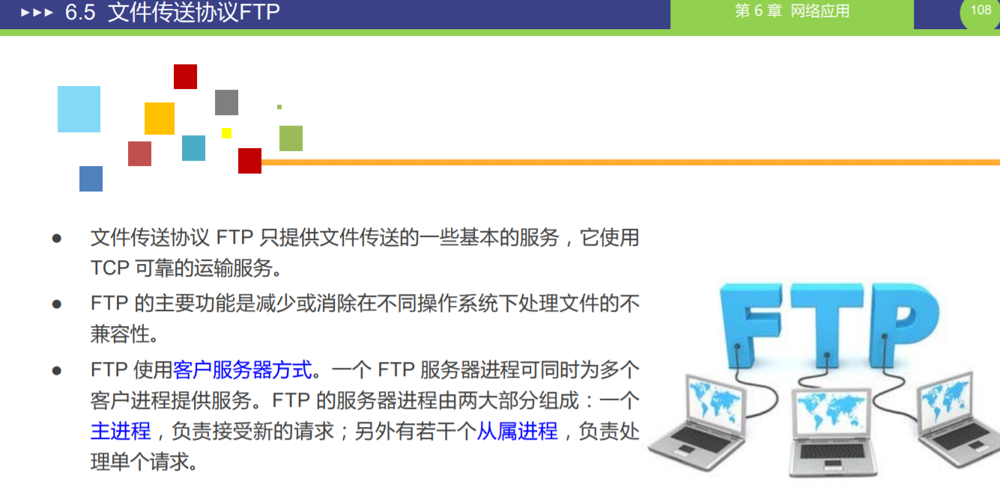 ▸▸▸ 6.5 文件传送协议FTP
第 6 章 网络应用
108
● 文件传送协议 FTP 只提供文件传送的一些基本的服务，它使用
TCP 可靠的运输服务。
● FTP 的主要功能是减少或消除在不同操作系统下处理文件的不
兼容性。
● FTP 使用客户服务器方式。一个 FTP 服务器进程可同时为多个
客户进程提供服务。FTP 的服务器进程由两大部分组成：一个
主进程，负责接受新的请求；另外有若干个从属进程，负责处
理单个请求。
FTP